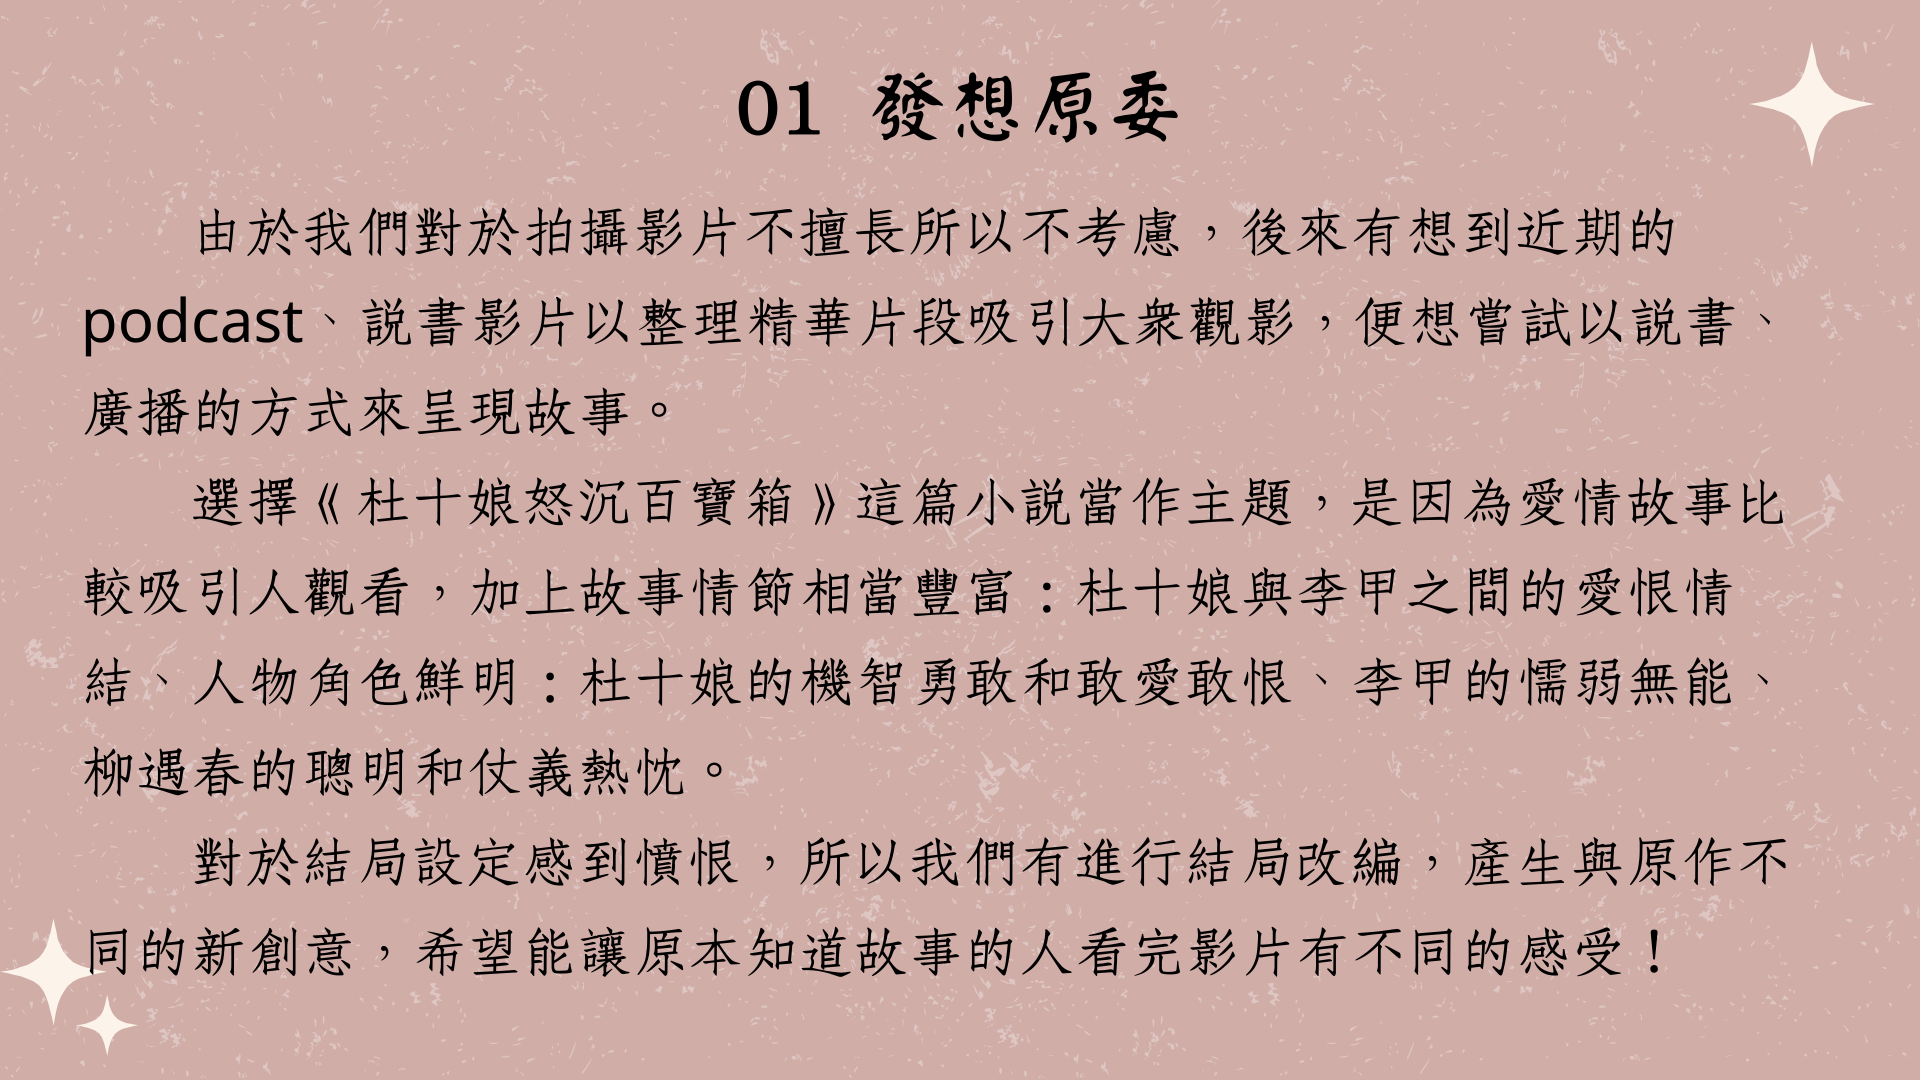 01 發想原委
由於我們對於拍攝影片不擅長所以不考慮，後來有想到近期的
podcast、説書影片以整理精華片段吸引大衆觀影，便想嘗試以説書、
廣播的方式來呈現故事。
選擇《杜十娘怒沉百寶箱》這篇小説當作主題，是因為愛情故事比
較吸引人觀看，加上故事情節相當豐富：杜十娘與李甲之間的愛恨情
結、人物角色鮮明：杜十娘的機智勇敢和敢愛敢恨、李甲的懦弱無能、
柳遇春的聰明和仗義熱忱。
對於結局設定感到憤恨，所以我們有進行結局改編，產生與原作不
同的新創意，希望能讓原本知道故事的人看完影片有不同的感受！